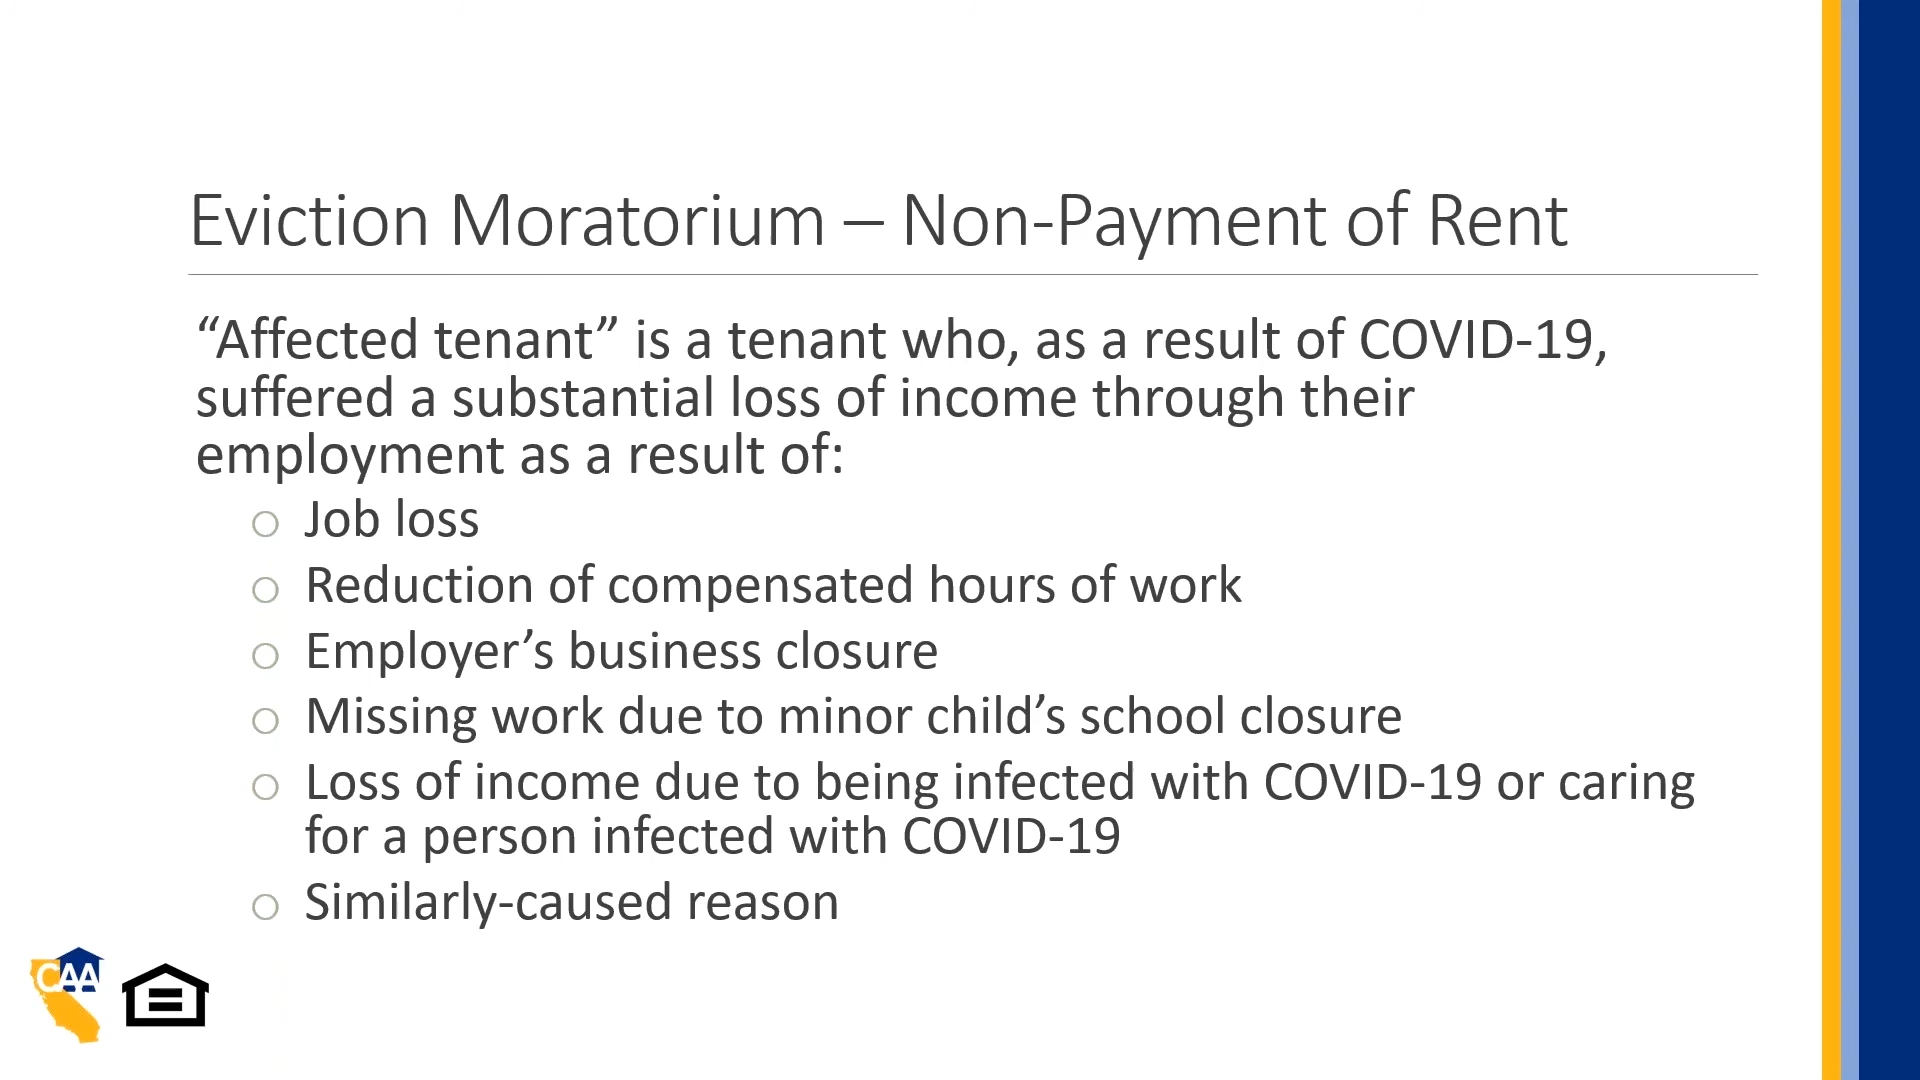 Eviction Moratorium – Non-Payment of Rent
“Affected tenant” is a tenant who, as a result of COVID-19,
suffered a substantial loss of income through their
employment as a result of:
Job loss
Reduction of compensated hours of work
Employer’s business closure
Missing work due to minor child’s school closure
Loss of income due to being infected with COVID-19 or caring
for a person infected with COVID-19
Similarly-caused reason
CAA